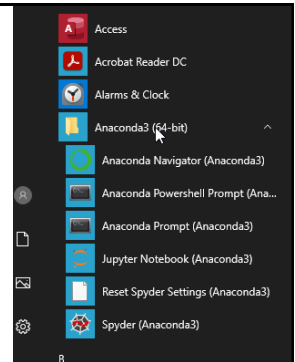 Access
Acrobat Reader DC
Alarms & Clock
Anaconda3 (64-bit)
Anaconda Navigator (Anaconda3)
Anaconda Powershell Prompt (Ana...
Anaconda Prompt (Anaconda3)
Jupyter Notebook (Anaconda3)
Reset Spyder Settings (Anaconda3)
Spyder (Anaconda3)
B